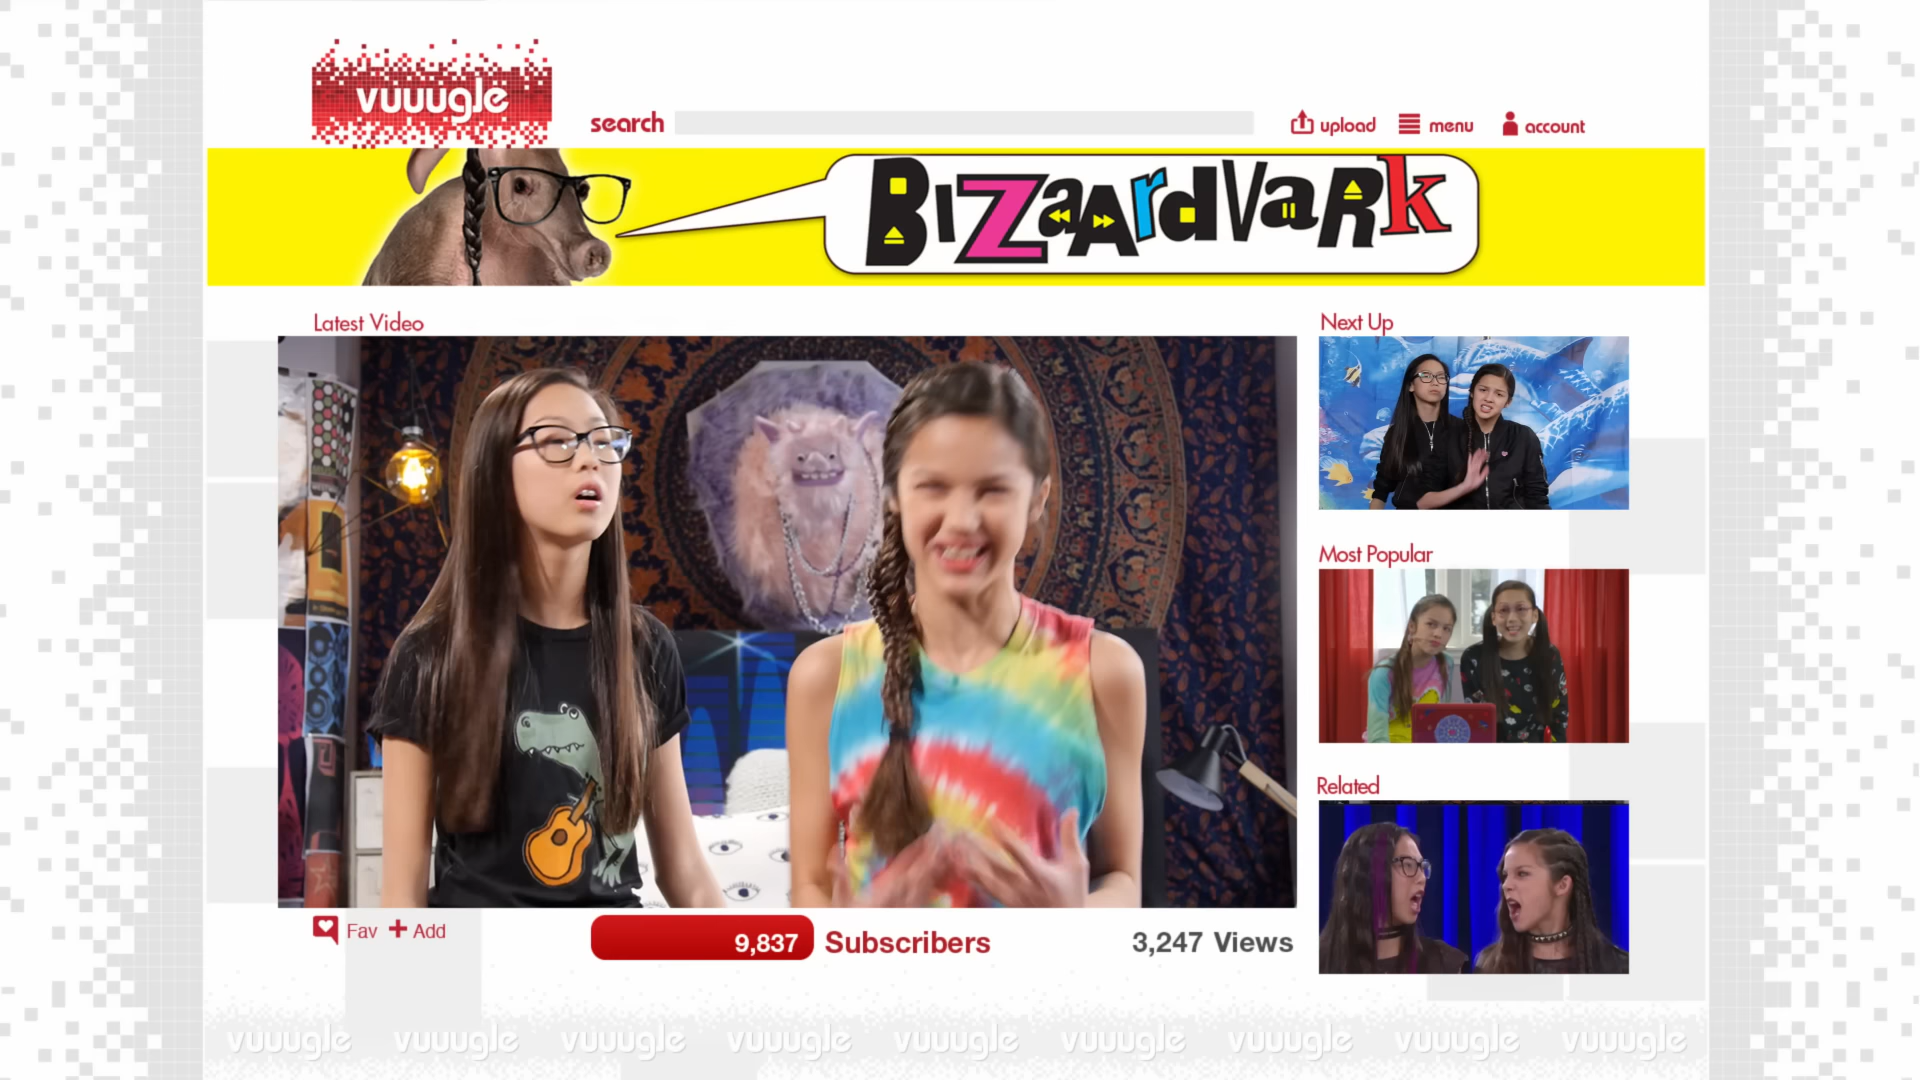 vuuugle
search
upload
menu
account
BIZAARDVARK
Latest Video
Next Up
Most Popular
Related
Fav
Add
9,837 Subscribers
3,247 Views
vuuugle vuuugle vuuugle vuuugle vuuugle vuuugle vuuugle vuuugle vuuugle